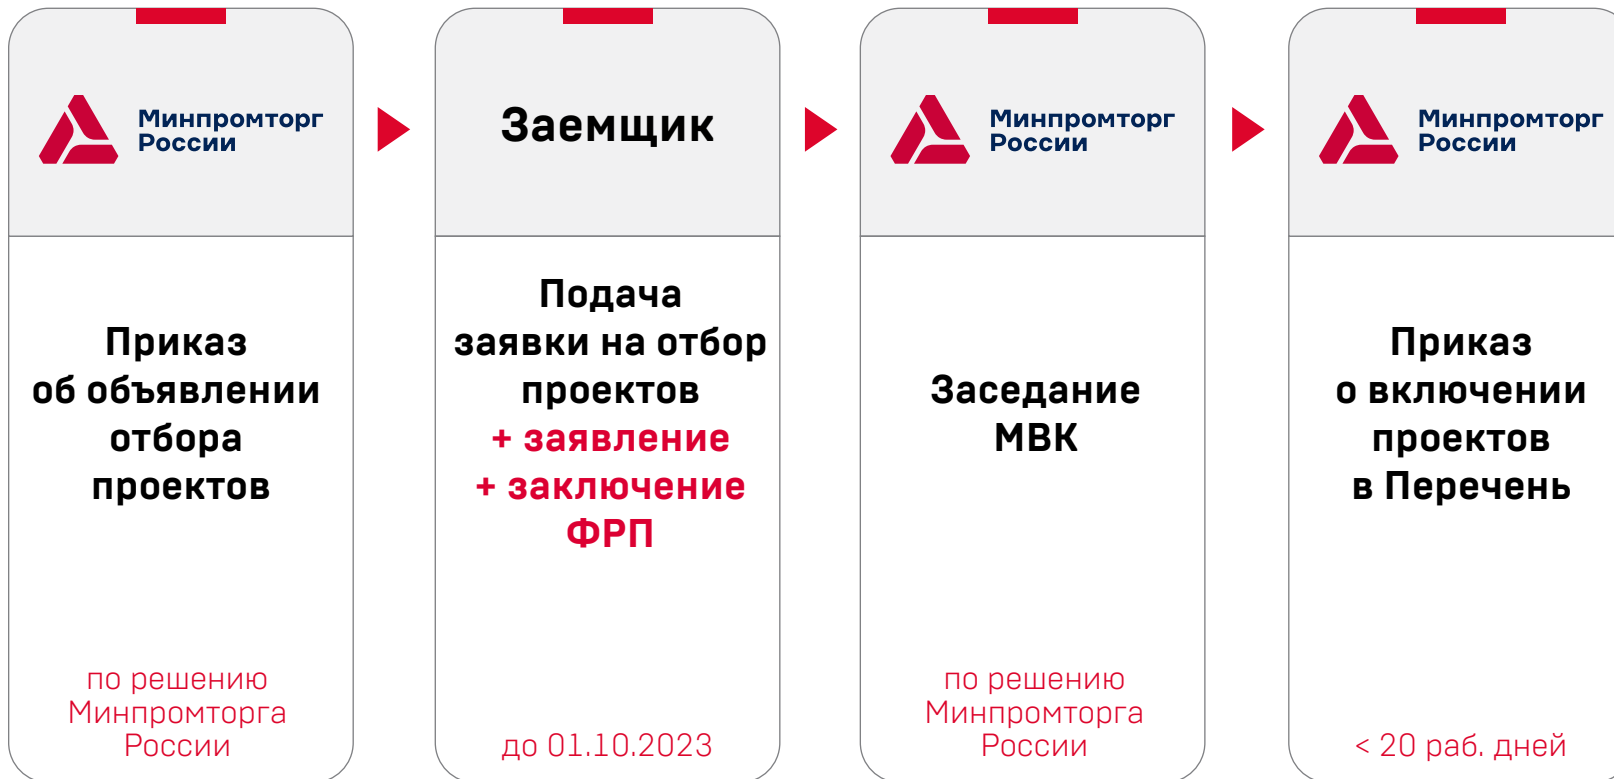 Минпромторг
России
Приказ
об объявлении
отбора
проектов
по решению
Минпромторга
России
Заемщик
Подача
заявки на отбор
проектов
+ заявление
+ заключение
ФРП
до 01.10.2023
Минпромторг
России
Заседание
МВК
по решению
Минпромторга
России
Минпромторг
России
Приказ
о включении
проектов
в Перечень
< 20 раб. дней